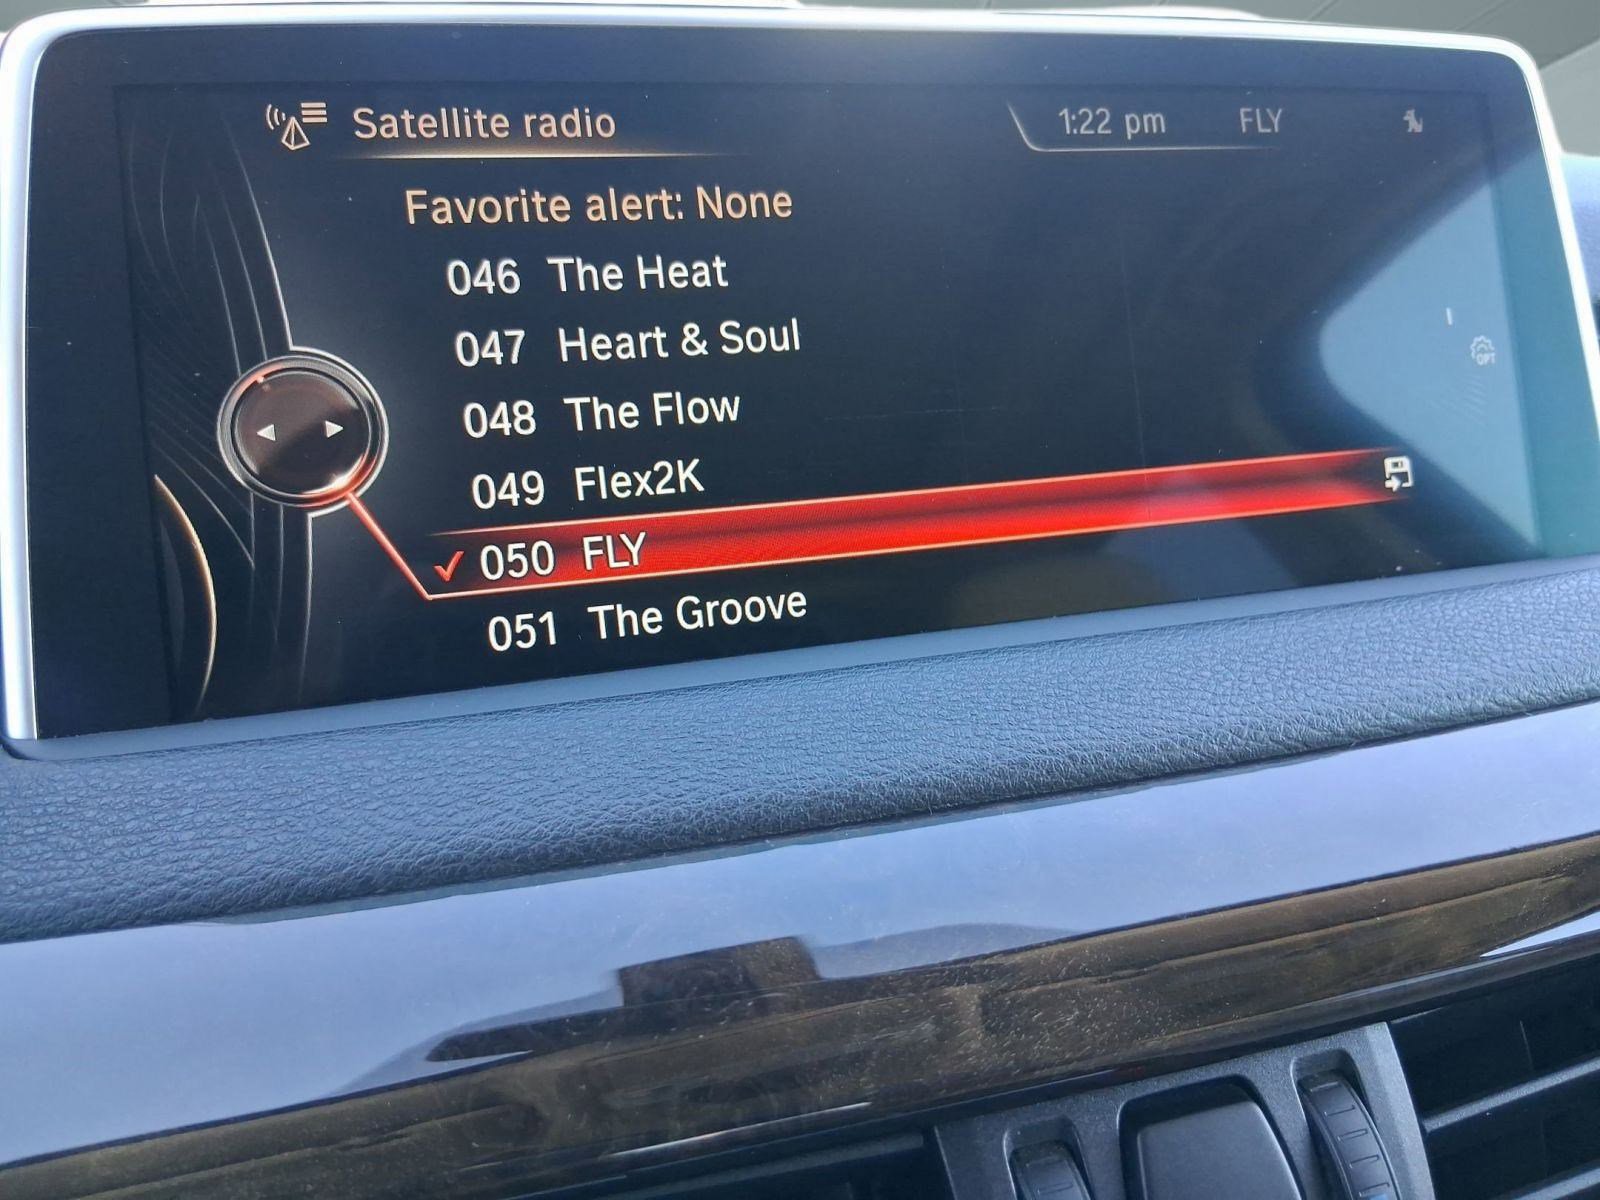 Satellite radio
1:22 pm FLY
Favorite alert: None
046 The Heat
047 Heart & Soul
048 The Flow
049 Flex2K
050 FLY
051 The Groove
OPT